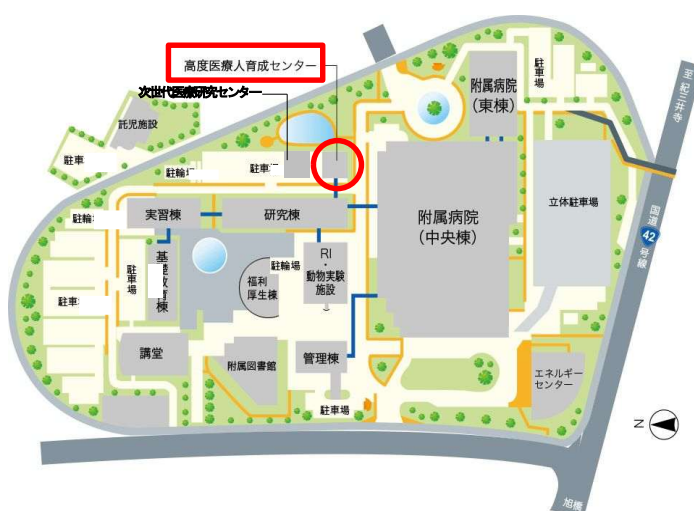 高度医療人育成センター
次世代医療研究センター
託児施設
駐車
駐輪
駐車
附属病院
(東棟)
駐車場
至 紀三井寺
駐輪
実習棟
研究棟
附属病院
(中央棟)
立体駐車場
国道
42
号線
基礎教育棟
駐車場
駐車
福利
厚生棟
駐輪場
RI
・
動物実験
施設
講堂
附属図書館
管理棟
駐車場
エネルギー
センター
N
旭橋